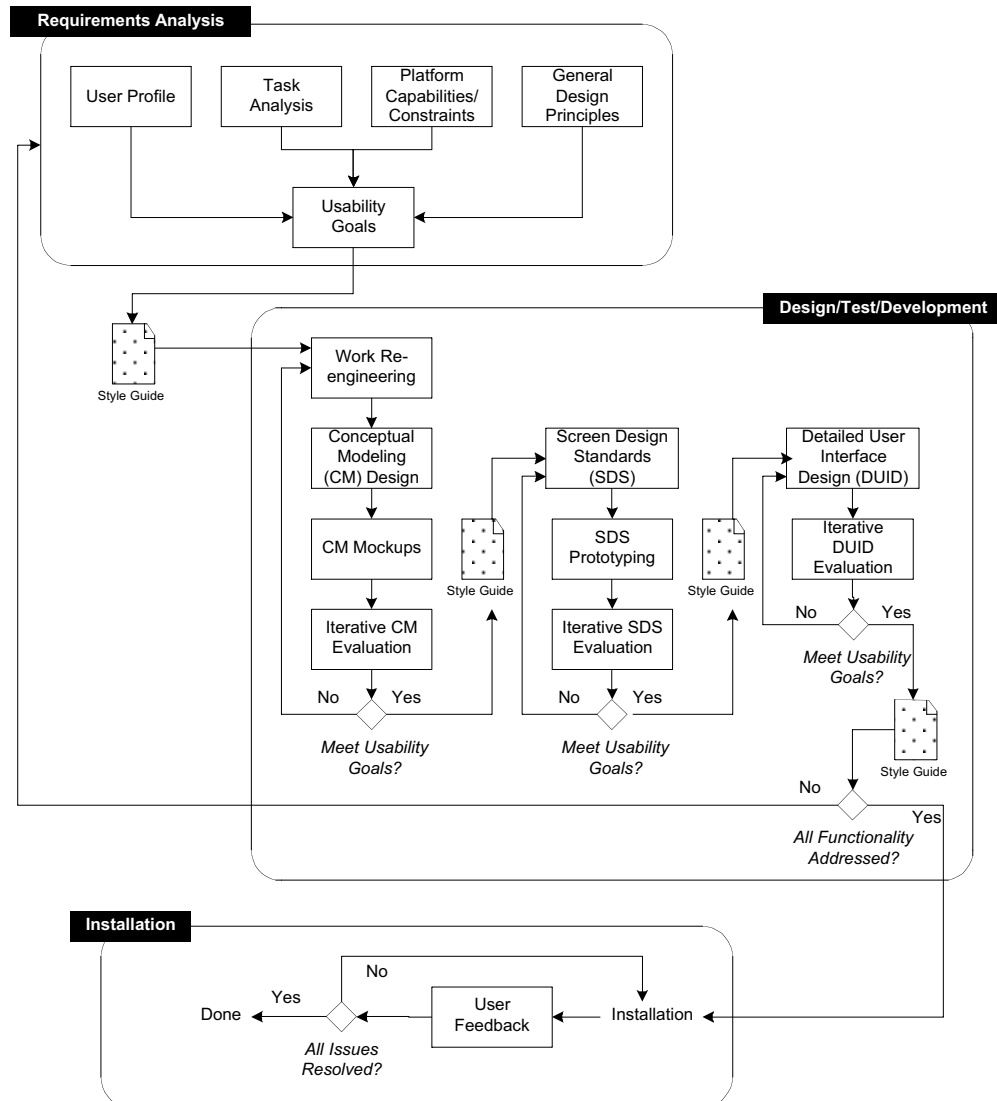 Requirements Analysis
User Profile
Task
Analysis
Platform
Capabilities/
Constraints
General
Design
Principles
Usability
Goals
Style Guide
Design/Test/Development
Work Re-
engineering
Conceptual
Modeling
(CM) Design
CM Mockups
Iterative CM
Evaluation
No
Yes
Meet Usability
Goals?
Style Guide
Screen Design
Standards
(SDS)
SDS
Prototyping
Iterative SDS
Evaluation
No
Yes
Meet Usability
Goals?
Style Guide
Detailed User
Interface
Design (DUID)
Iterative
DUID
Evaluation
No
Yes
Meet Usability
Goals?
Style Guide
No
Yes
All Functionality
Addressed?
Installation
No
Yes
Done
All Issues
Resolved?
User
Feedback
Installation